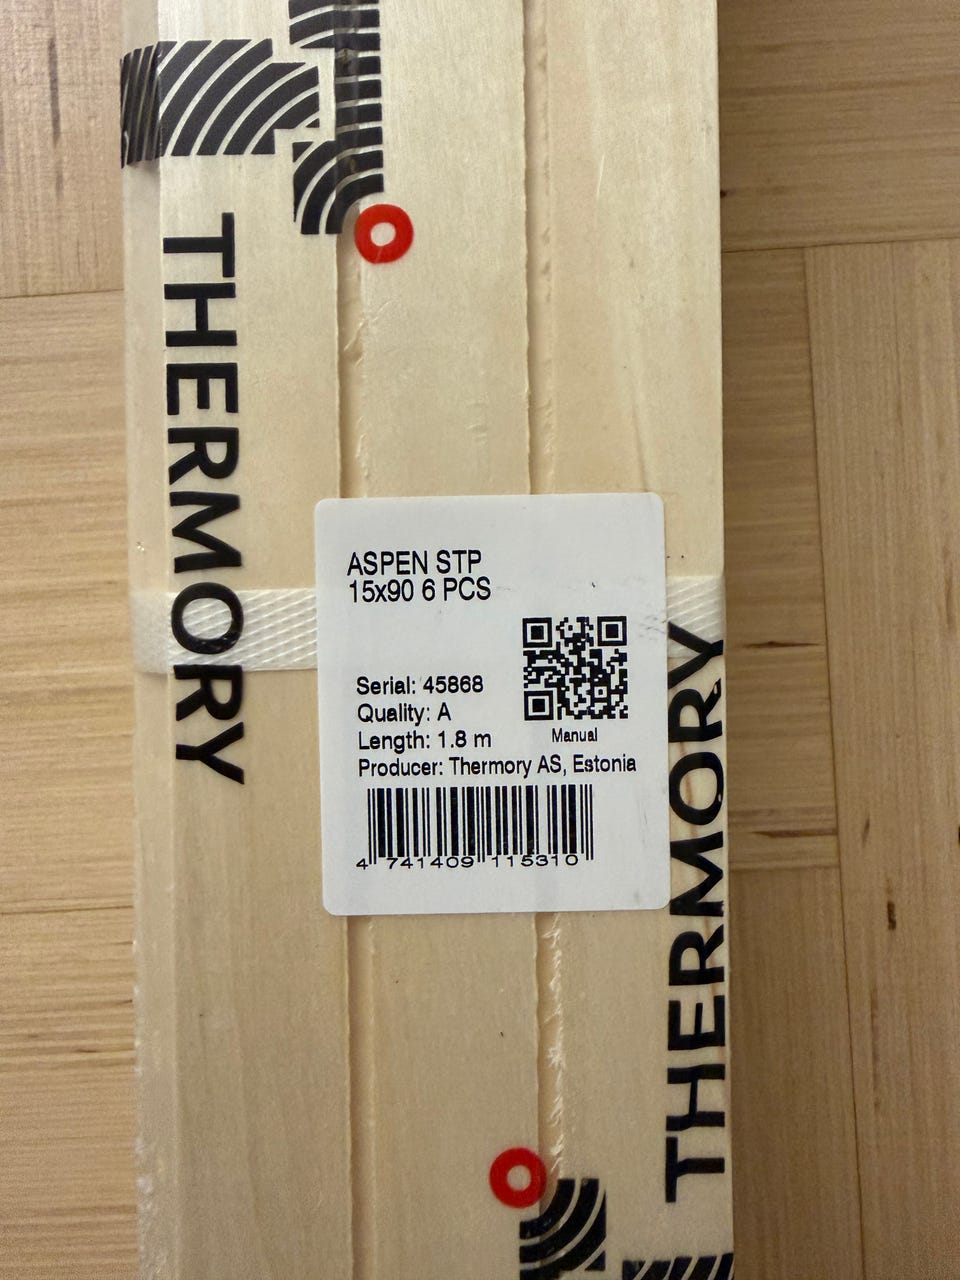 THERMORY
ASPEN STP
15x90 6 PCS
Serial: 45868
Quality: A
Length: 1.8 m
Manual
Producer: Thermory AS, Estonia
4 741409 115310
THERMORY